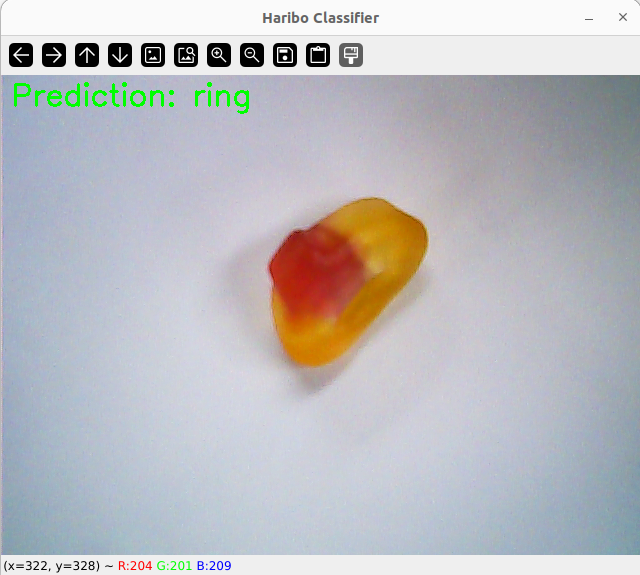 Haribo Classifier
Prediction: ring
(x=322, y=328) ~ R:204 G:201 B:209